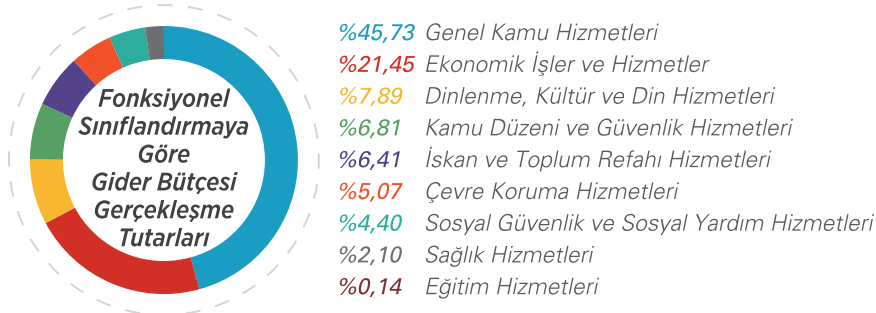 Fonksiyonel
Sınıflandırmaya
Göre
Gider Bütçesi
Gerçekleşme
Tutarları
%45,73 Genel Kamu Hizmetleri
%21,45 Ekonomik İşler ve Hizmetler
%7,89 Dinlenme, Kültür ve Din Hizmetleri
%6,81 Kamu Düzeni ve Güvenlik Hizmetleri
%6,41 İskan ve Toplum Refahı Hizmetleri
%5,07 Çevre Koruma Hizmetleri
%4,40 Sosyal Güvenlik ve Sosyal Yardım Hizmetleri
%2,10 Sağlık Hizmetleri
%0,14 Eğitim Hizmetleri